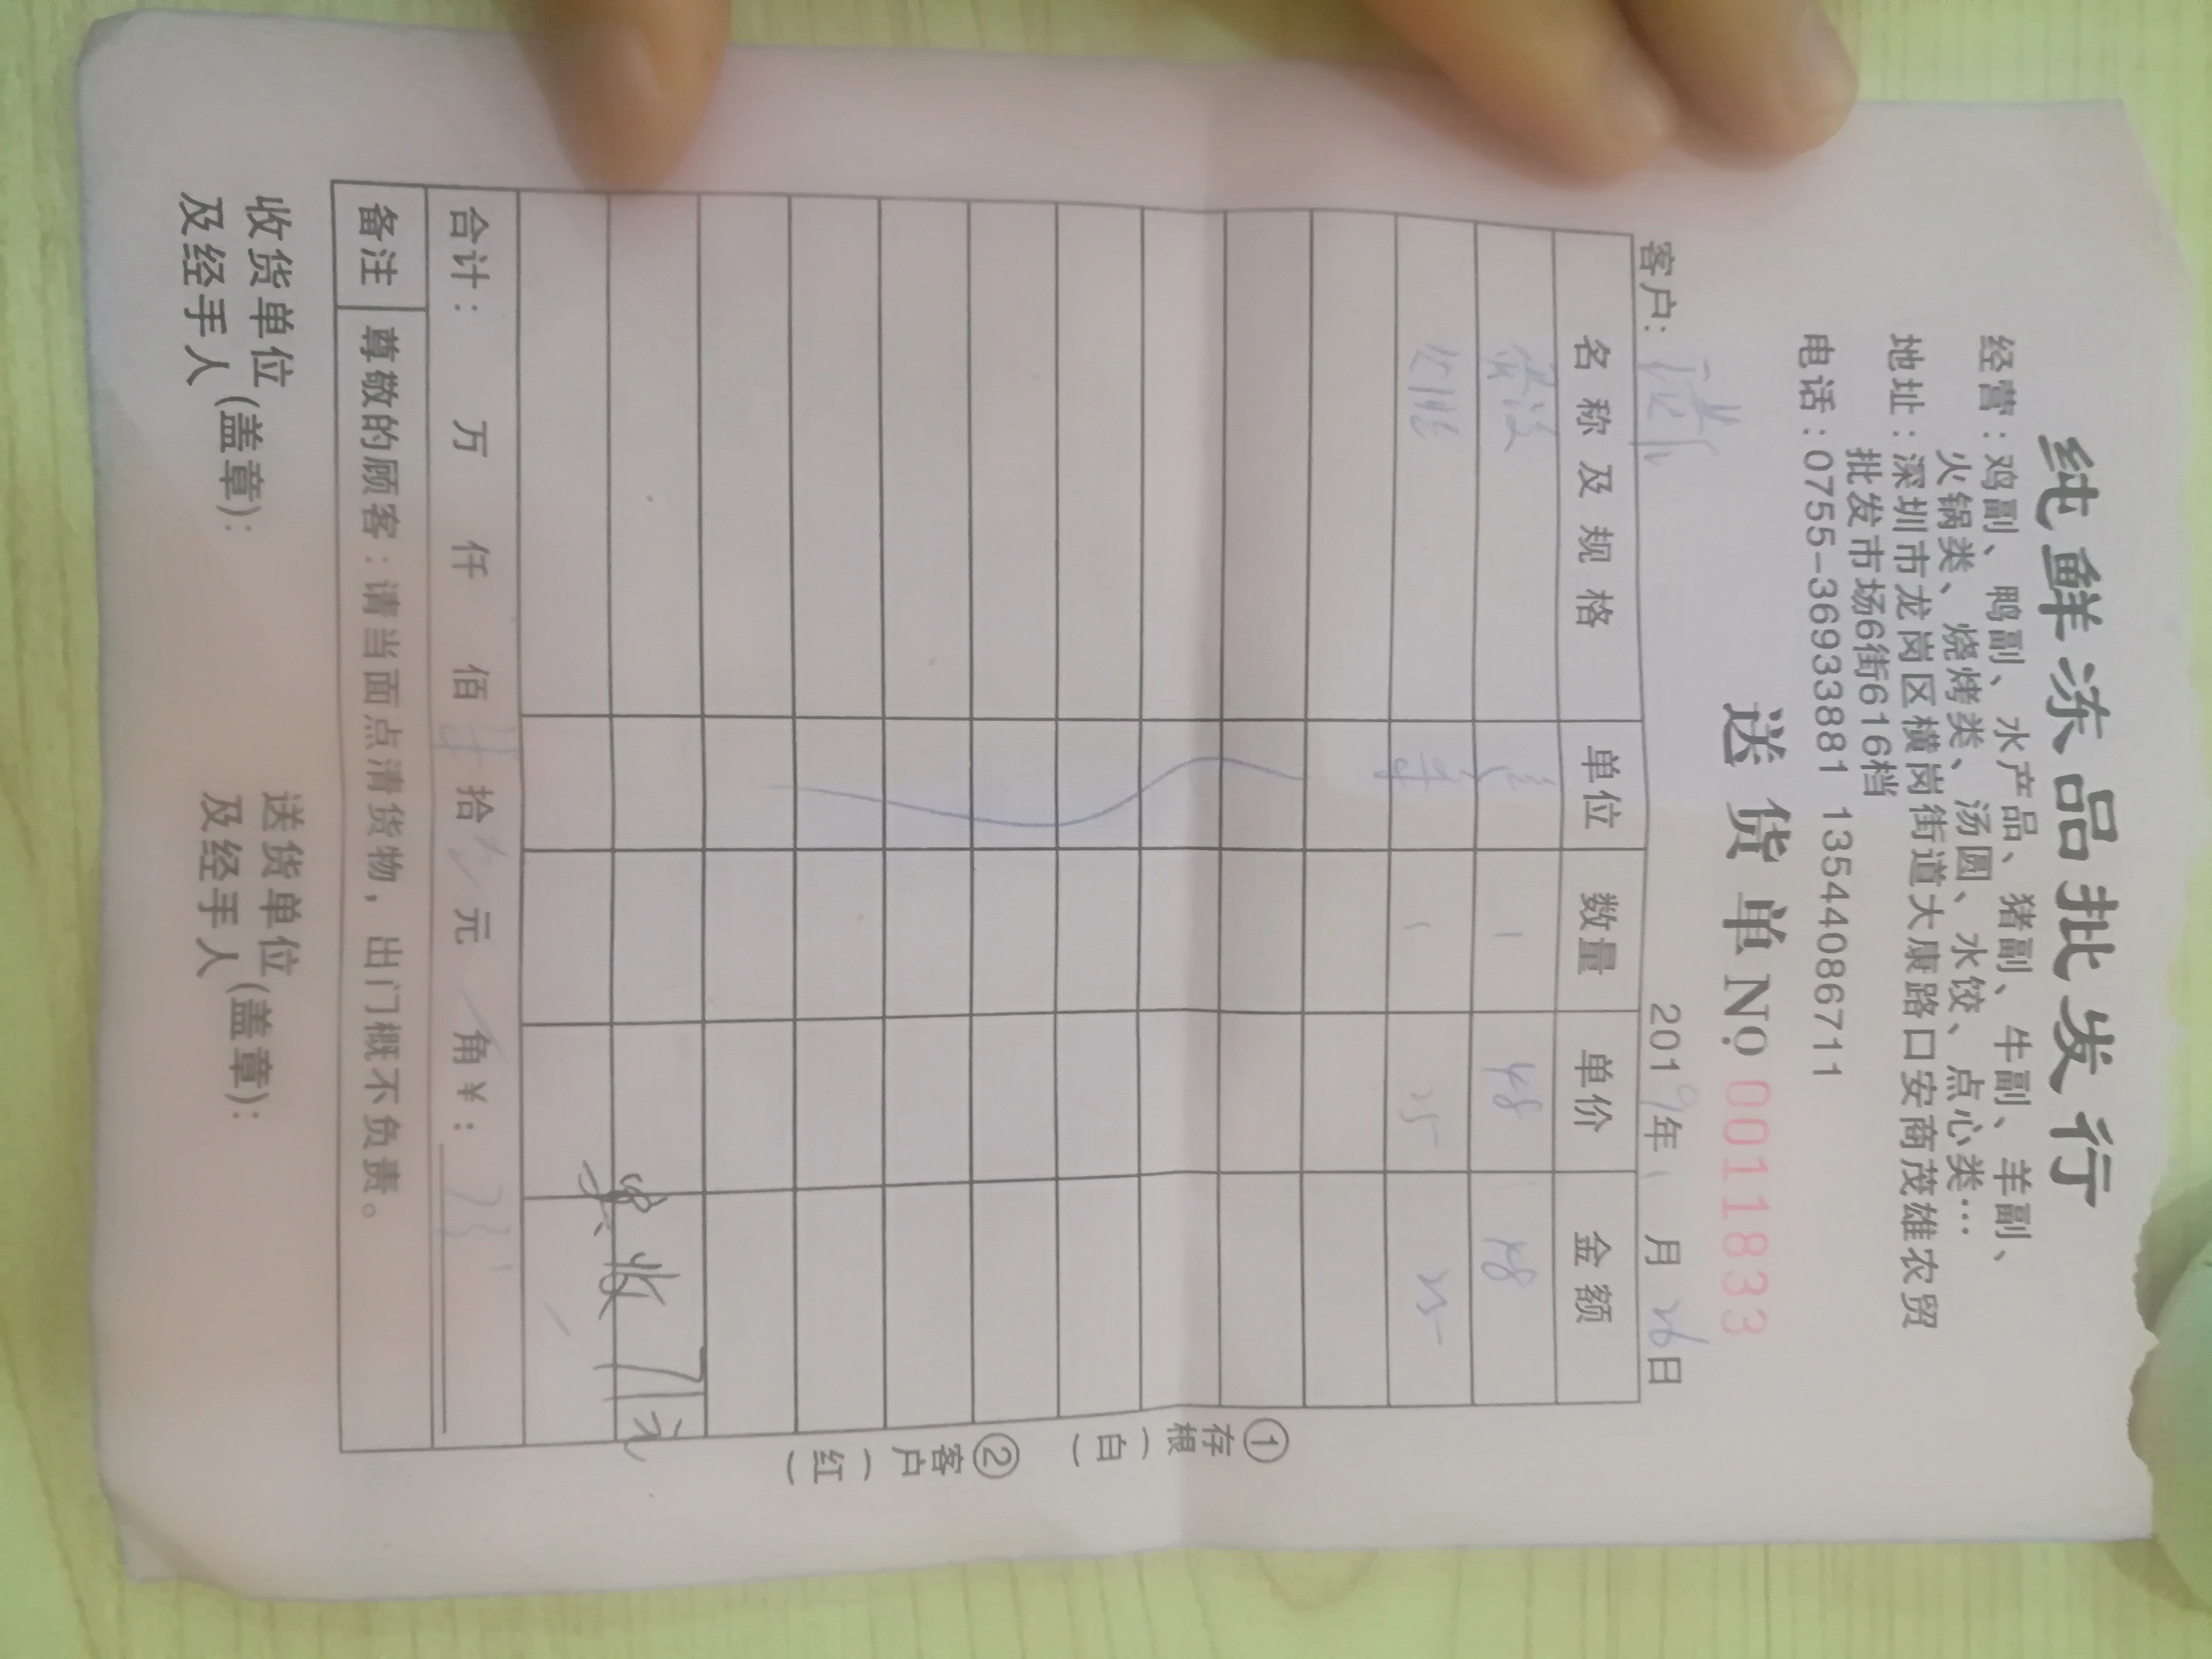 纯鲜冻品批发行
经营：鸡副、鸭副、水产品、猪副、牛副、羊副、
火锅类、烧烤类、汤圆、水饺、点心类…
地址：深圳市龙岗区横岗街道大康路口安商茂雄农贸
批发市场6街616档
电话：0755-36933881 13544086711
送货单 No 0011833
客户:
2019年1月26日
名称及规格 单位 数量 单价 金额
1 48 48
1 25 25
实收71元
合计： 万 仟 佰 拾 元 角￥：73
备注 尊敬的顾客：请当面点清货物，出门概不负责。
收货单位及经手人(盖章):
送货单位及经手人(盖章):
①存根(白) ②客户(红)